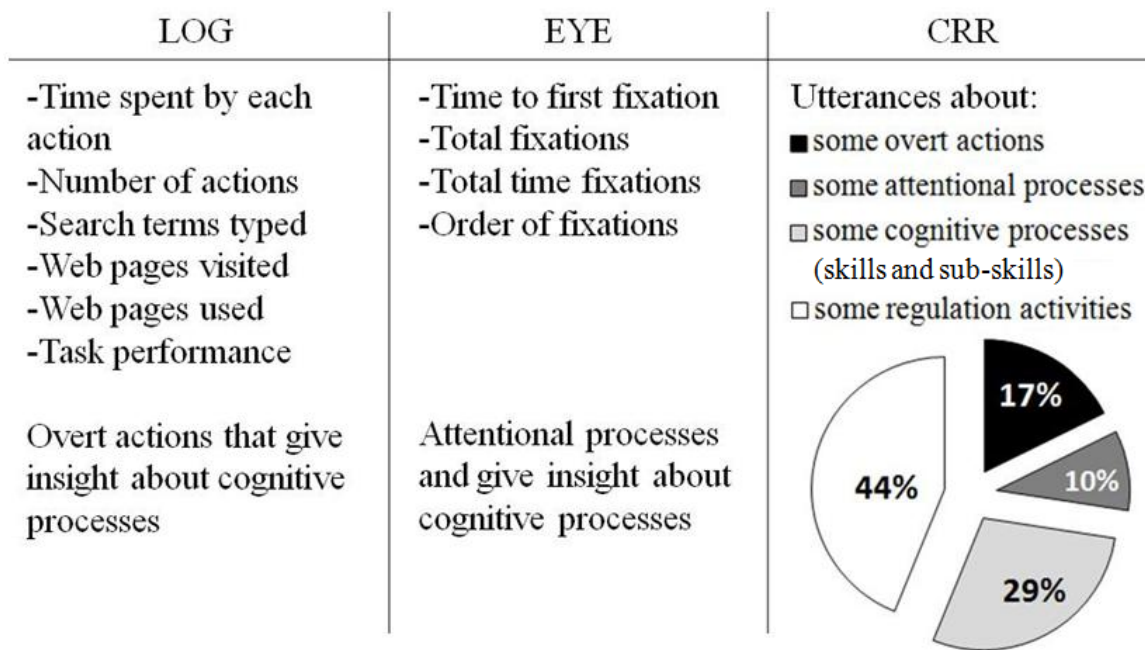 LOG
EYE
CRR
-Time spent by each
action
-Number of actions
-Search terms typed
-Web pages visited
-Web pages used
-Task performance
Overt actions that give
insight about cognitive
processes
-Time to first fixation
-Total fixations
-Total time fixations
-Order of fixations
Attentional processes
and give insight about
cognitive processes
Utterances about:
some overt actions
some attentional processes
some cognitive processes
(skills and sub-skills)
some regulation activities
17%
10%
44%
29%